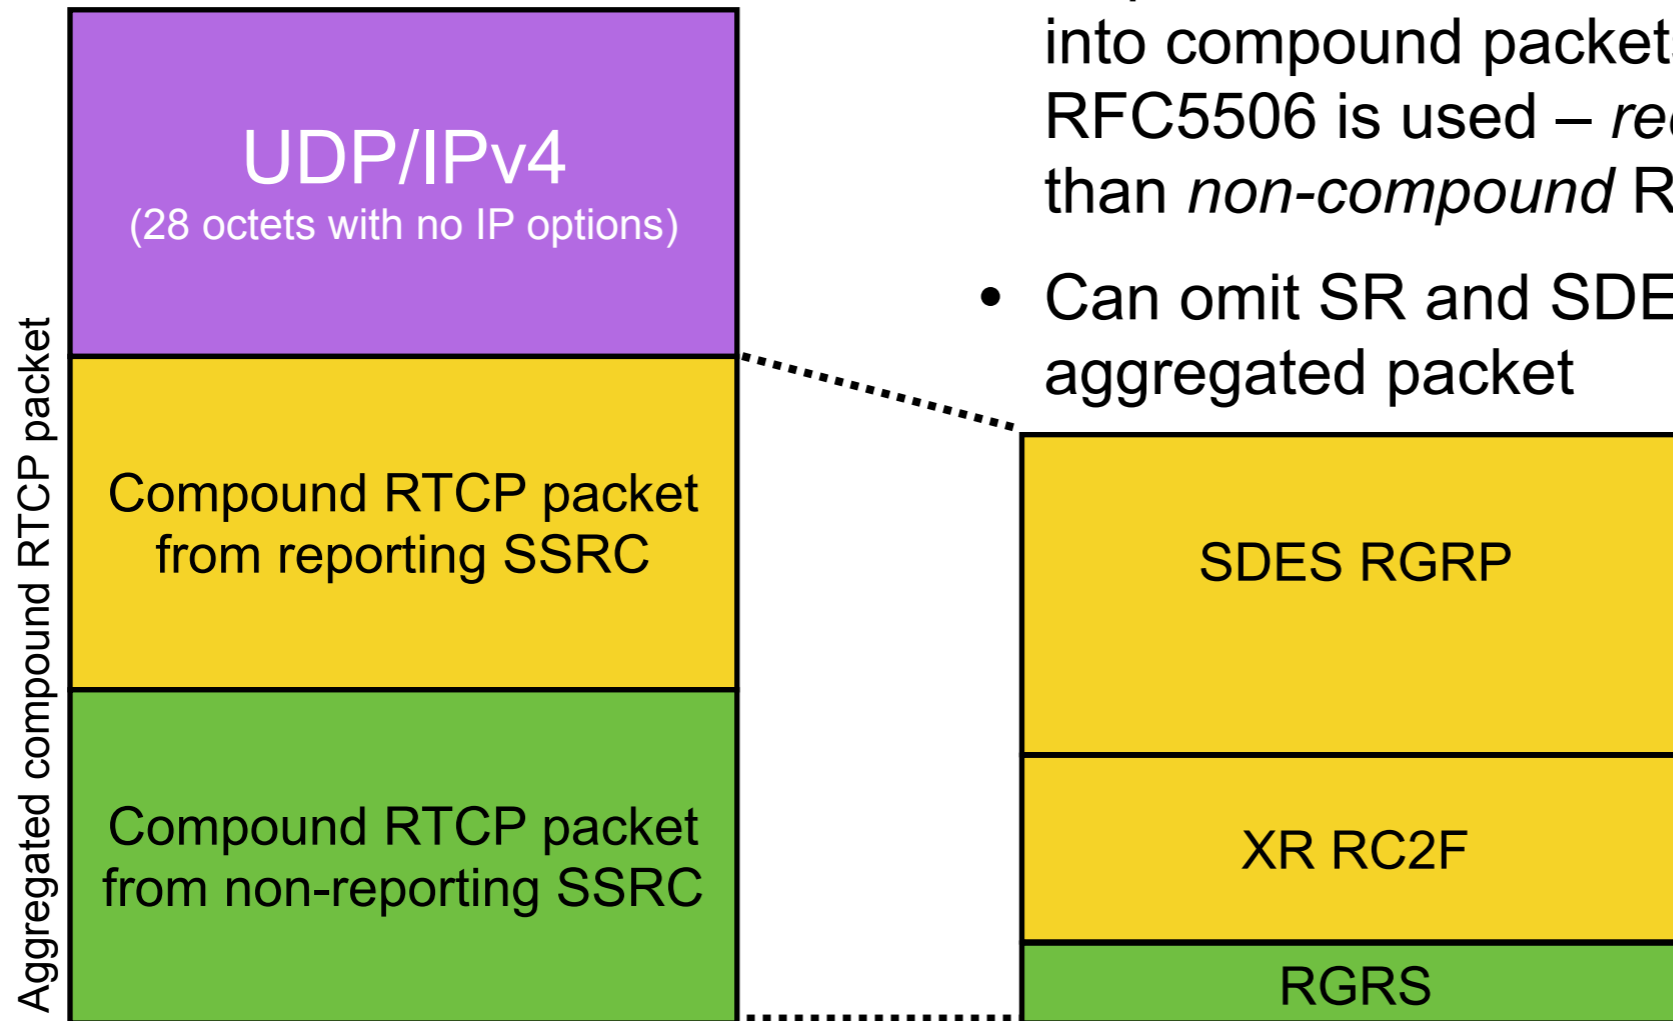 into compound packets
RFC5506 is used – 
than non-compound
• Can omit SR and
aggregated packet
UDP/IPv4
(28 octets with no IP options)
Compound RTCP packet
from reporting SSRC
Compound RTCP packet
from non-reporting SSRC
Aggregated compound RTCP packet
SDES RGRP
XR RC2F
RGRS